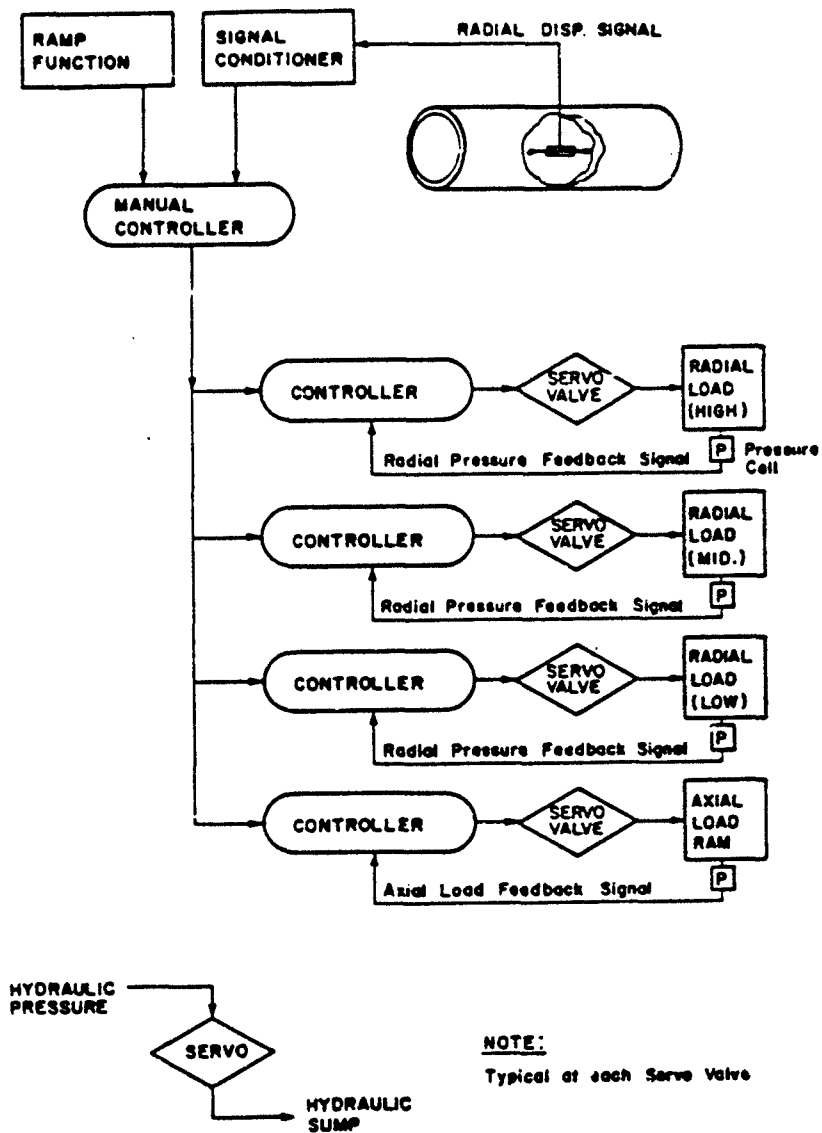 RAMP
FUNCTION
SIGNAL
CONDITIONER
RADIAL DISP. SIGNAL
MANUAL
CONTROLLER
CONTROLLER
SERVO
VALVE
RADIAL
LOAD
(HIGH)
P
Pressure
Cell
Radial Pressure Feedback Signal
CONTROLLER
SERVO
VALVE
RADIAL
LOAD
(MID.)
P
Radial Pressure Feedback Signal
CONTROLLER
SERVO
VALVE
RADIAL
LOAD
(LOW)
P
Radial Pressure Feedback Signal
CONTROLLER
SERVO
VALVE
AXIAL
LOAD
RAM
P
Axial Load Feedback Signal
HYDRAULIC
PRESSURE
SERVO
HYDRAULIC
SUMP
NOTE:
Typical at each Servo Valve